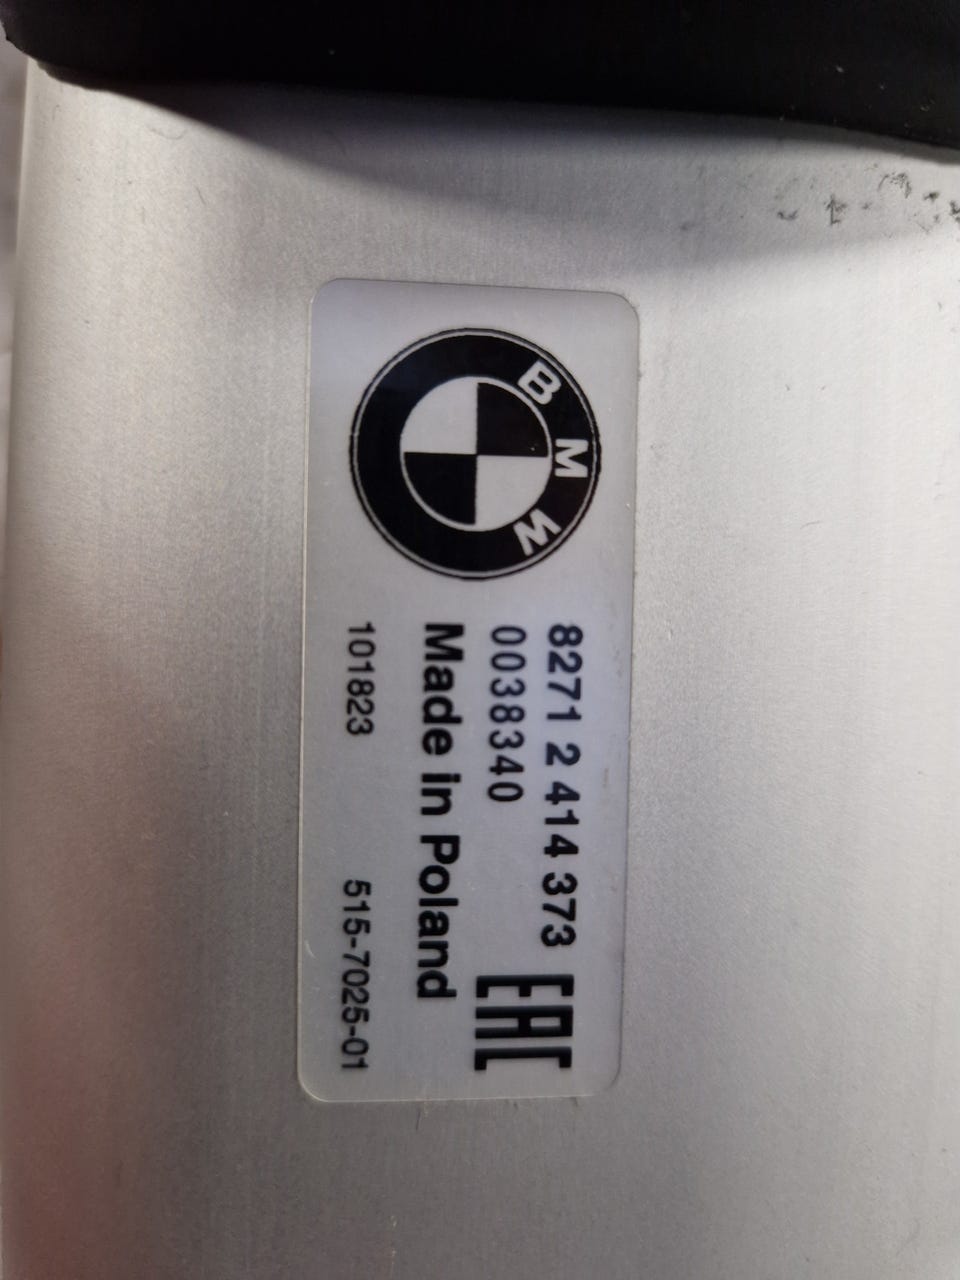 BMW
8271 2 414 373
0038340
EAC
Made in Poland
101823 515-7025-01